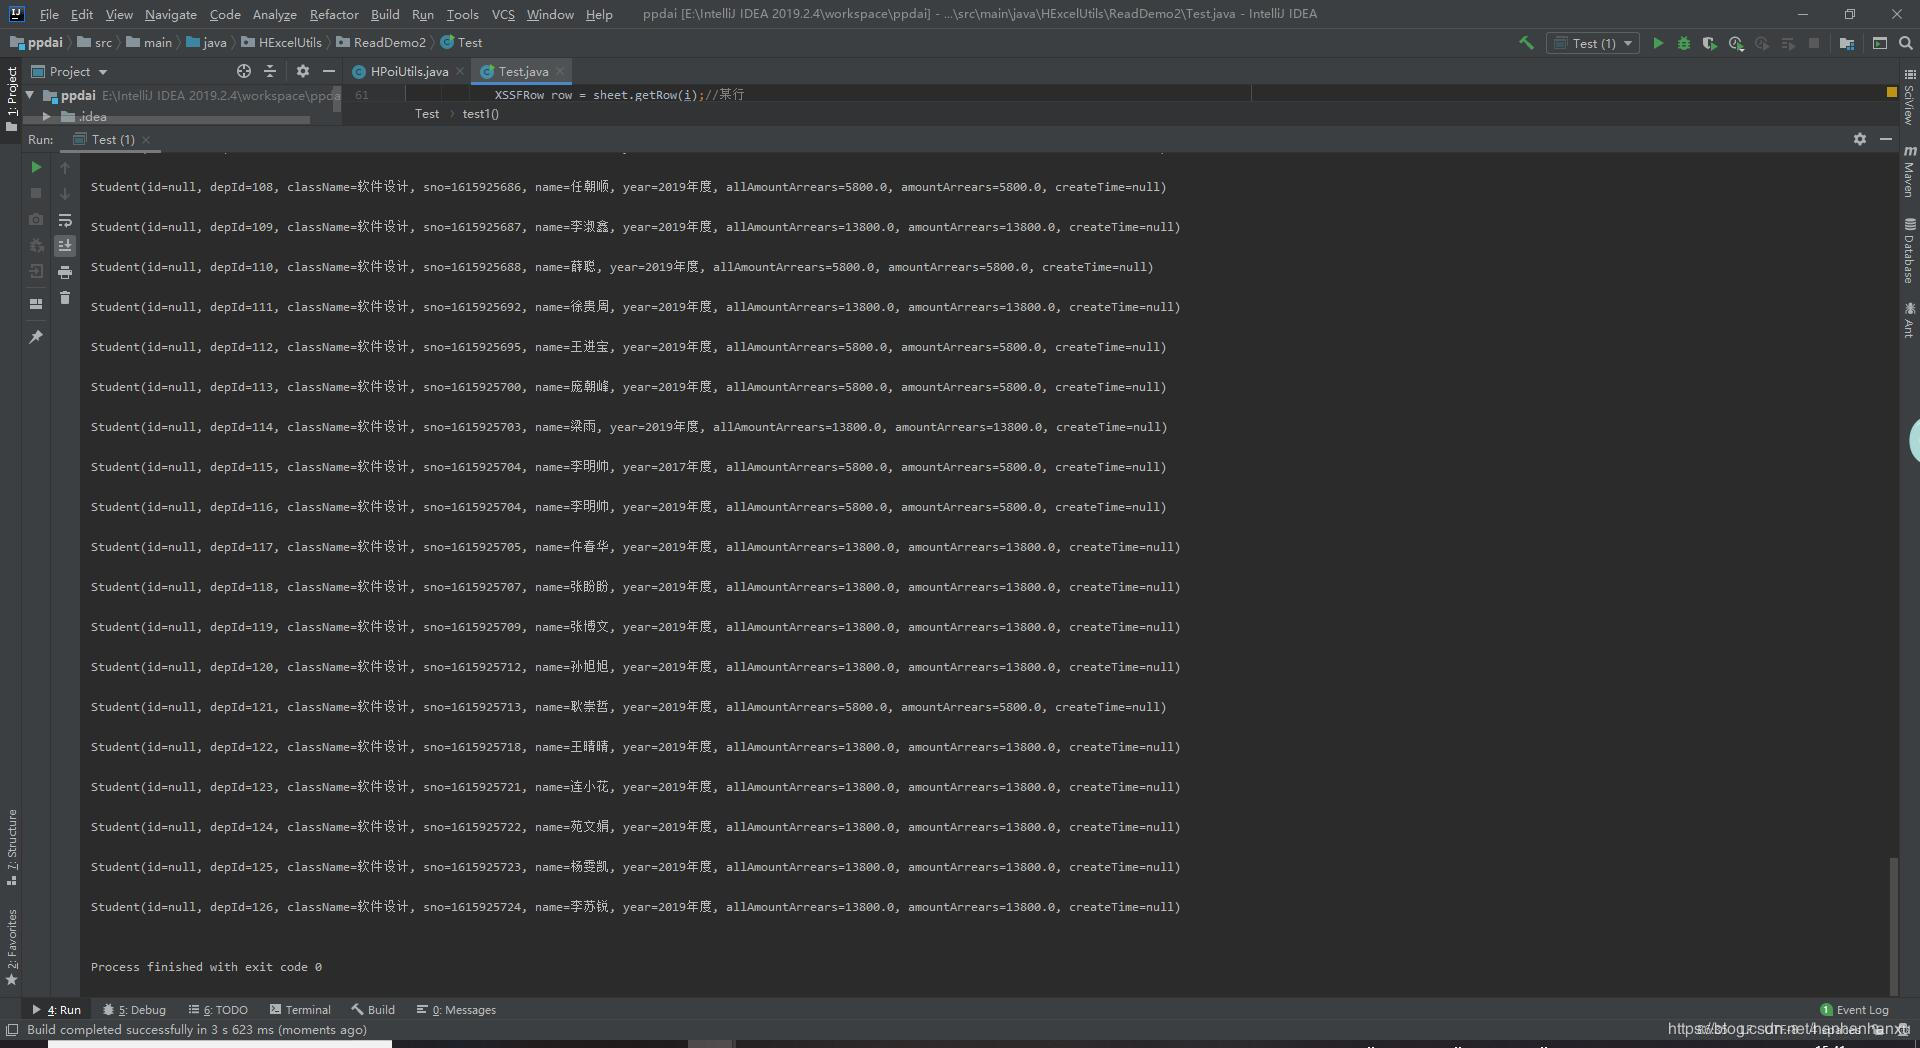 File Edit View Navigate Code Analyze Refactor Build Run Tools VCS Window Help ppdai [E:\IntelliJ IDEA 2019.2.4\workspace\ppdai] - ...\src\main\java\HExcelUtils\ReadDemo2\Test.java - IntelliJ IDEA
ppdai src main java HExcelUtils ReadDemo2 Test Test (1)
Project HPoiUtils.java Test.java
ppdai E:\IntelliJ IDEA 2019.2.4\workspace\ppda 61 XSSFRow row = sheet.getRow(i);//某行
.idea Test test1()
Run: Test (1)
Student(id=null, depId=108, className=软件设计, sno=1615925686, name=任朝顺, year=2019年度, allAmountArrears=5800.0, amountArrears=5800.0, createTime=null)
Student(id=null, depId=109, className=软件设计, sno=1615925687, name=李淑鑫, year=2019年度, allAmountArrears=13800.0, amountArrears=13800.0, createTime=null)
Student(id=null, depId=110, className=软件设计, sno=1615925688, name=薛聪, year=2019年度, allAmountArrears=5800.0, amountArrears=5800.0, createTime=null)
Student(id=null, depId=111, className=软件设计, sno=1615925692, name=徐贵周, year=2019年度, allAmountArrears=13800.0, amountArrears=13800.0, createTime=null)
Student(id=null, depId=112, className=软件设计, sno=1615925695, name=王进宝, year=2019年度, allAmountArrears=5800.0, amountArrears=5800.0, createTime=null)
Student(id=null, depId=113, className=软件设计, sno=1615925700, name=庞朝峰, year=2019年度, allAmountArrears=5800.0, amountArrears=5800.0, createTime=null)
Student(id=null, depId=114, className=软件设计, sno=1615925703, name=梁雨, year=2019年度, allAmountArrears=13800.0, amountArrears=13800.0, createTime=null)
Student(id=null, depId=115, className=软件设计, sno=1615925704, name=李明帅, year=2017年度, allAmountArrears=5800.0, amountArrears=5800.0, createTime=null)
Student(id=null, depId=116, className=软件设计, sno=1615925704, name=李明帅, year=2019年度, allAmountArrears=5800.0, amountArrears=5800.0, createTime=null)
Student(id=null, depId=117, className=软件设计, sno=1615925705, name=仵春华, year=2019年度, allAmountArrears=13800.0, amountArrears=13800.0, createTime=null)
Student(id=null, depId=118, className=软件设计, sno=1615925707, name=张盼盼, year=2019年度, allAmountArrears=13800.0, amountArrears=13800.0, createTime=null)
Student(id=null, depId=119, className=软件设计, sno=1615925709, name=张博文, year=2019年度, allAmountArrears=13800.0, amountArrears=13800.0, createTime=null)
Student(id=null, depId=120, className=软件设计, sno=1615925712, name=孙旭旭, year=2019年度, allAmountArrears=13800.0, amountArrears=13800.0, createTime=null)
Student(id=null, depId=121, className=软件设计, sno=1615925713, name=耿崇哲, year=2019年度, allAmountArrears=5800.0, amountArrears=5800.0, createTime=null)
Student(id=null, depId=122, className=软件设计, sno=1615925718, name=王晴晴, year=2019年度, allAmountArrears=13800.0, amountArrears=13800.0, createTime=null)
Student(id=null, depId=123, className=软件设计, sno=1615925721, name=连小花, year=2019年度, allAmountArrears=13800.0, amountArrears=13800.0, createTime=null)
Student(id=null, depId=124, className=软件设计, sno=1615925722, name=苑文娟, year=2019年度, allAmountArrears=13800.0, amountArrears=13800.0, createTime=null)
Student(id=null, depId=125, className=软件设计, sno=1615925723, name=杨雯凯, year=2019年度, allAmountArrears=13800.0, amountArrears=13800.0, createTime=null)
Student(id=null, depId=126, className=软件设计, sno=1615925724, name=李苏锐, year=2019年度, allAmountArrears=13800.0, amountArrears=13800.0, createTime=null)
Process finished with exit code 0
1: Project
7: Structure
2: Favorites
SciView
Maven
Database
Ant
4: Run 5: Debug 6: TODO Terminal Build 0: Messages 1 Event Log
Build completed successfully in 3 s 623 ms (moments ago) https://blog.csdn.net/hanhanhanxu